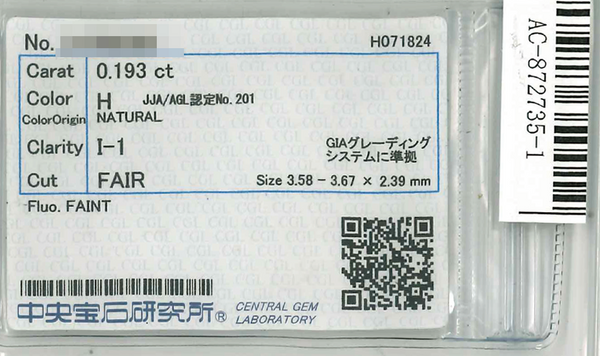 No.
H071824
Carat 0.193 ct
Color H JJA/AGL認定No.201
ColorOrigin NATURAL
Clarity I-1
GIAグレーディング
システムに準拠
Cut FAIR Size 3.58 - 3.67 × 2.39 mm
Fluo. FAINT
中央宝石研究所® CENTRAL GEM
LABORATORY
AC-872735-1